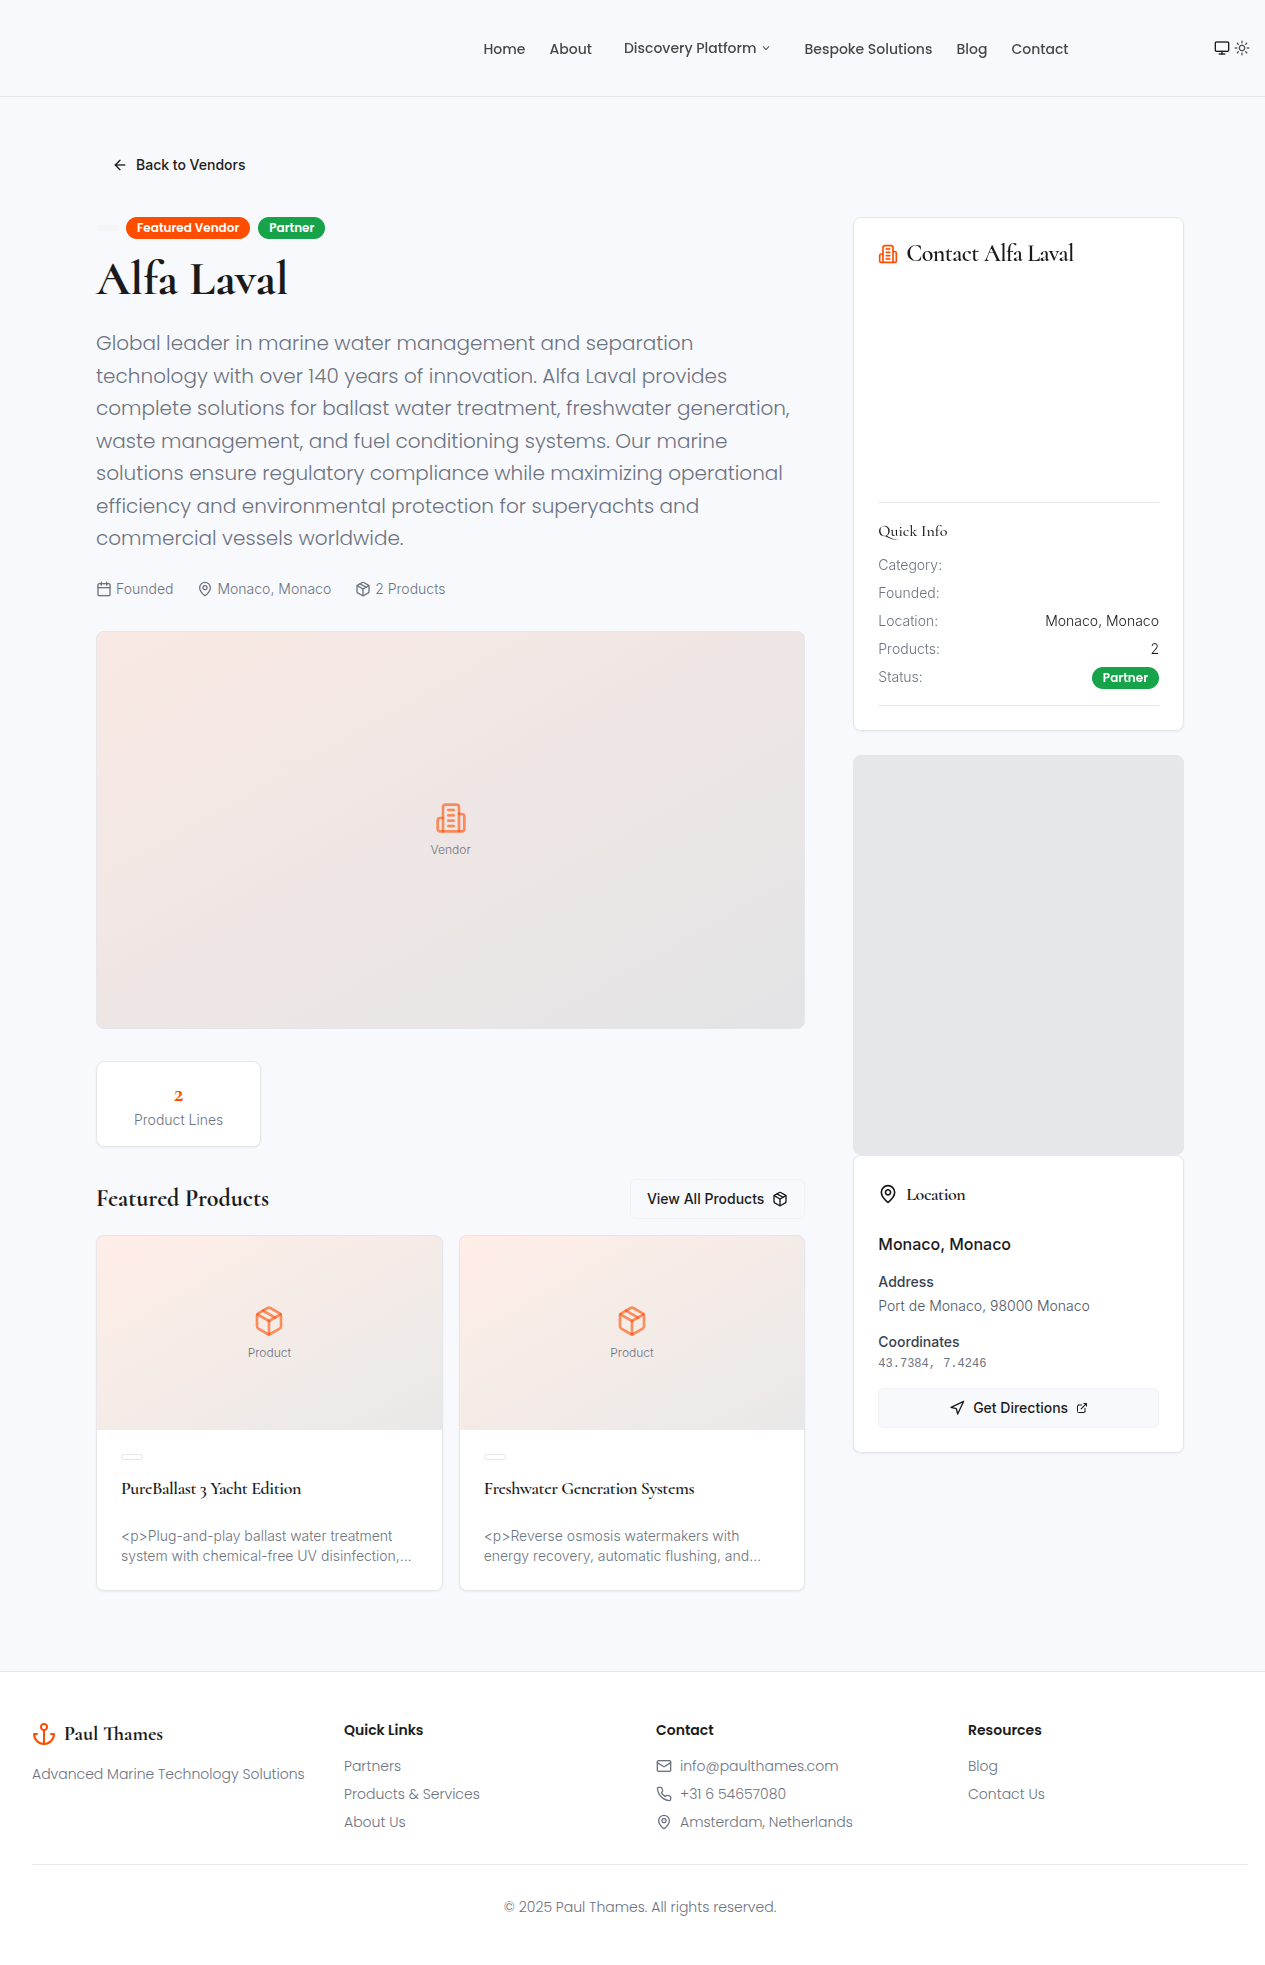 Home About Discovery Platform Bespoke Solutions Blog Contact
Back to Vendors
Featured Vendor Partner
Alfa Laval
Global leader in marine water management and separation
technology with over 140 years of innovation. Alfa Laval provides
complete solutions for ballast water treatment, freshwater generation,
waste management, and fuel conditioning systems. Our marine
solutions ensure regulatory compliance while maximizing operational
efficiency and environmental protection for superyachts and
commercial vessels worldwide.
Founded Monaco, Monaco 2 Products
Vendor
2
Product Lines
Featured Products
View All Products
Product
PureBallast 3 Yacht Edition
<p>Plug-and-play ballast water treatment
system with chemical-free UV disinfection,...
Product
Freshwater Generation Systems
<p>Reverse osmosis watermakers with
energy recovery, automatic flushing, and...
Contact Alfa Laval
Quick Info
Category:
Founded:
Location: Monaco, Monaco
Products: 2
Status: Partner
Location
Monaco, Monaco
Address
Port de Monaco, 98000 Monaco
Coordinates
43.7384, 7.4246
Get Directions
Paul Thames
Advanced Marine Technology Solutions
Quick Links
Partners
Products & Services
About Us
Contact
info@paulthames.com
+31 6 54657080
Amsterdam, Netherlands
Resources
Blog
Contact Us
© 2025 Paul Thames. All rights reserved.